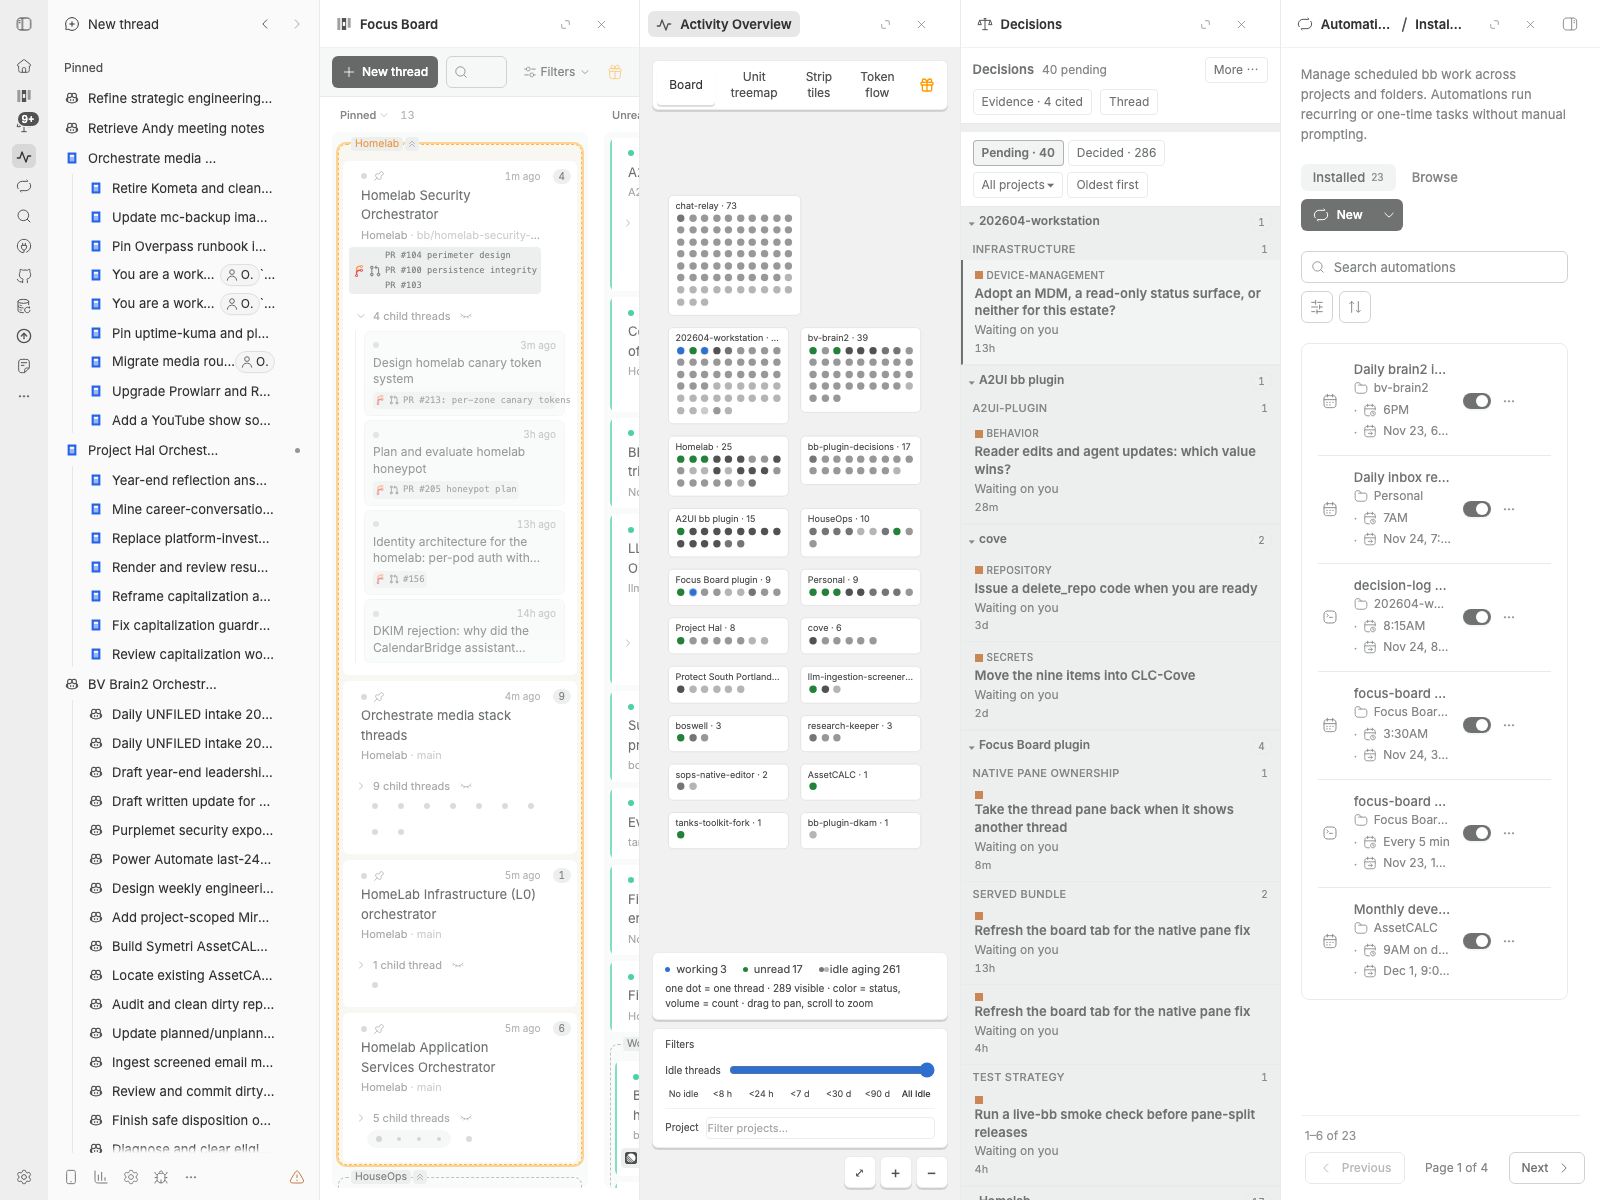 New thread
9+
Pinned
Refine strategic engineering...
Retrieve Andy meeting notes
Orchestrate media ...
Retire Kometa and clean...
Update mc-backup ima...
Pin Overpass runbook i...
You are a work... O.
You are a work... O.
Pin uptime-kuma and pl...
Migrate media rou... O.
Upgrade Prowlarr and R...
Add a YouTube show so...
Project Hal Orchest...
Year-end reflection ans...
Mine career-conversatio...
Replace platform-invest...
Render and review resu...
Reframe capitalization a...
Fix capitalization guardr...
Review capitalization wo...
BV Brain2 Orchestr...
Daily UNFILED intake 20...
Daily UNFILED intake 20...
Draft year-end leadershi...
Draft written update for ...
Purplemet security expo...
Power Automate last-24...
Design weekly engineeri...
Add project-scoped Mir...
Build Symetri AssetCAL...
Locate existing AssetCA...
Audit and clean dirty rep...
Update planned/unplann...
Ingest screened email m...
Review and commit dirty...
Finish safe disposition o...
Diagnose and clear eligi...
Focus Board
New thread
Filters
Pinned 13
Unrea
Homelab
1m ago 4
Homelab Security
Orchestrator
Homelab · bb/homelab-security-...
PR #104 perimeter design
PR #100 persistence integrity
PR #103
4 child threads
3m ago
Design homelab canary token
system
PR #213: per-zone canary tokens
3h ago
Plan and evaluate homelab
honeypot
PR #205 honeypot plan
13h ago
Identity architecture for the
homelab: per-pod auth with...
#156
14h ago
DKIM rejection: why did the
CalendarBridge assistant...
4m ago 9
Orchestrate media stack
threads
Homelab · main
9 child threads
5m ago 1
HomeLab Infrastructure (L0)
orchestrator
Homelab · main
1 child thread
5m ago 6
Homelab Application
Services Orchestrator
Homelab · main
5 child threads
HouseOps
Activity Overview
Board
Unit
treemap
Strip
tiles
Token
flow
chat-relay · 73
202604-workstation · ...
bv-brain2 · 39
Homelab · 25
bb-plugin-decisions · 17
A2UI bb plugin · 15
HouseOps · 10
Focus Board plugin · 9
Personal · 9
Project Hal · 8
cove · 6
Protect South Portland...
llm-ingestion-screener...
boswell · 3
research-keeper · 3
sops-native-editor · 2
AssetCALC · 1
tanks-toolkit-fork · 1
bb-plugin-dkam · 1
working 3 unread 17 idle aging 261
one dot = one thread · 289 visible · color = status,
volume = count · drag to pan, scroll to zoom
Filters
Idle threads
No idle <8 h <24 h <7 d <30 d <90 d All Idle
Project Filter projects...
Decisions
Decisions 40 pending
More ···
Evidence · 4 cited
Thread
Pending · 40
Decided · 286
All projects
Oldest first
202604-workstation 1
INFRASTRUCTURE 1
DEVICE-MANAGEMENT
Adopt an MDM, a read-only status surface, or
neither for this estate?
Waiting on you
13h
A2UI bb plugin 1
A2UI-PLUGIN 1
BEHAVIOR
Reader edits and agent updates: which value
wins?
Waiting on you
28m
cove 2
REPOSITORY
Issue a delete_repo code when you are ready
Waiting on you
3d
SECRETS
Move the nine items into CLC-Cove
Waiting on you
2d
Focus Board plugin 4
NATIVE PANE OWNERSHIP 1
Take the thread pane back when it shows
another thread
Waiting on you
8m
SERVED BUNDLE 2
Refresh the board tab for the native pane fix
Waiting on you
13h
Refresh the board tab for the native pane fix
Waiting on you
4h
TEST STRATEGY 1
Run a live-bb smoke check before pane-split
releases
Waiting on you
4h
Automati... / Instal...
Manage scheduled bb work across
projects and folders. Automations run
recurring or one-time tasks without manual
prompting.
Installed 23
Browse
New
Search automations
Daily brain2 i...
bv-brain2
· 6PM
· Nov 23, 6...
Daily inbox re...
Personal
· 7AM
· Nov 24, 7:...
decision-log ...
202604-w...
· 8:15AM
· Nov 24, 8...
focus-board ...
Focus Boar...
· 3:30AM
· Nov 24, 3...
focus-board ...
Focus Boar...
· Every 5 min
· Nov 23, 1...
Monthly deve...
AssetCALC
· 9AM on d...
· Dec 1, 9:0...
1–6 of 23
Previous
Page 1 of 4
Next